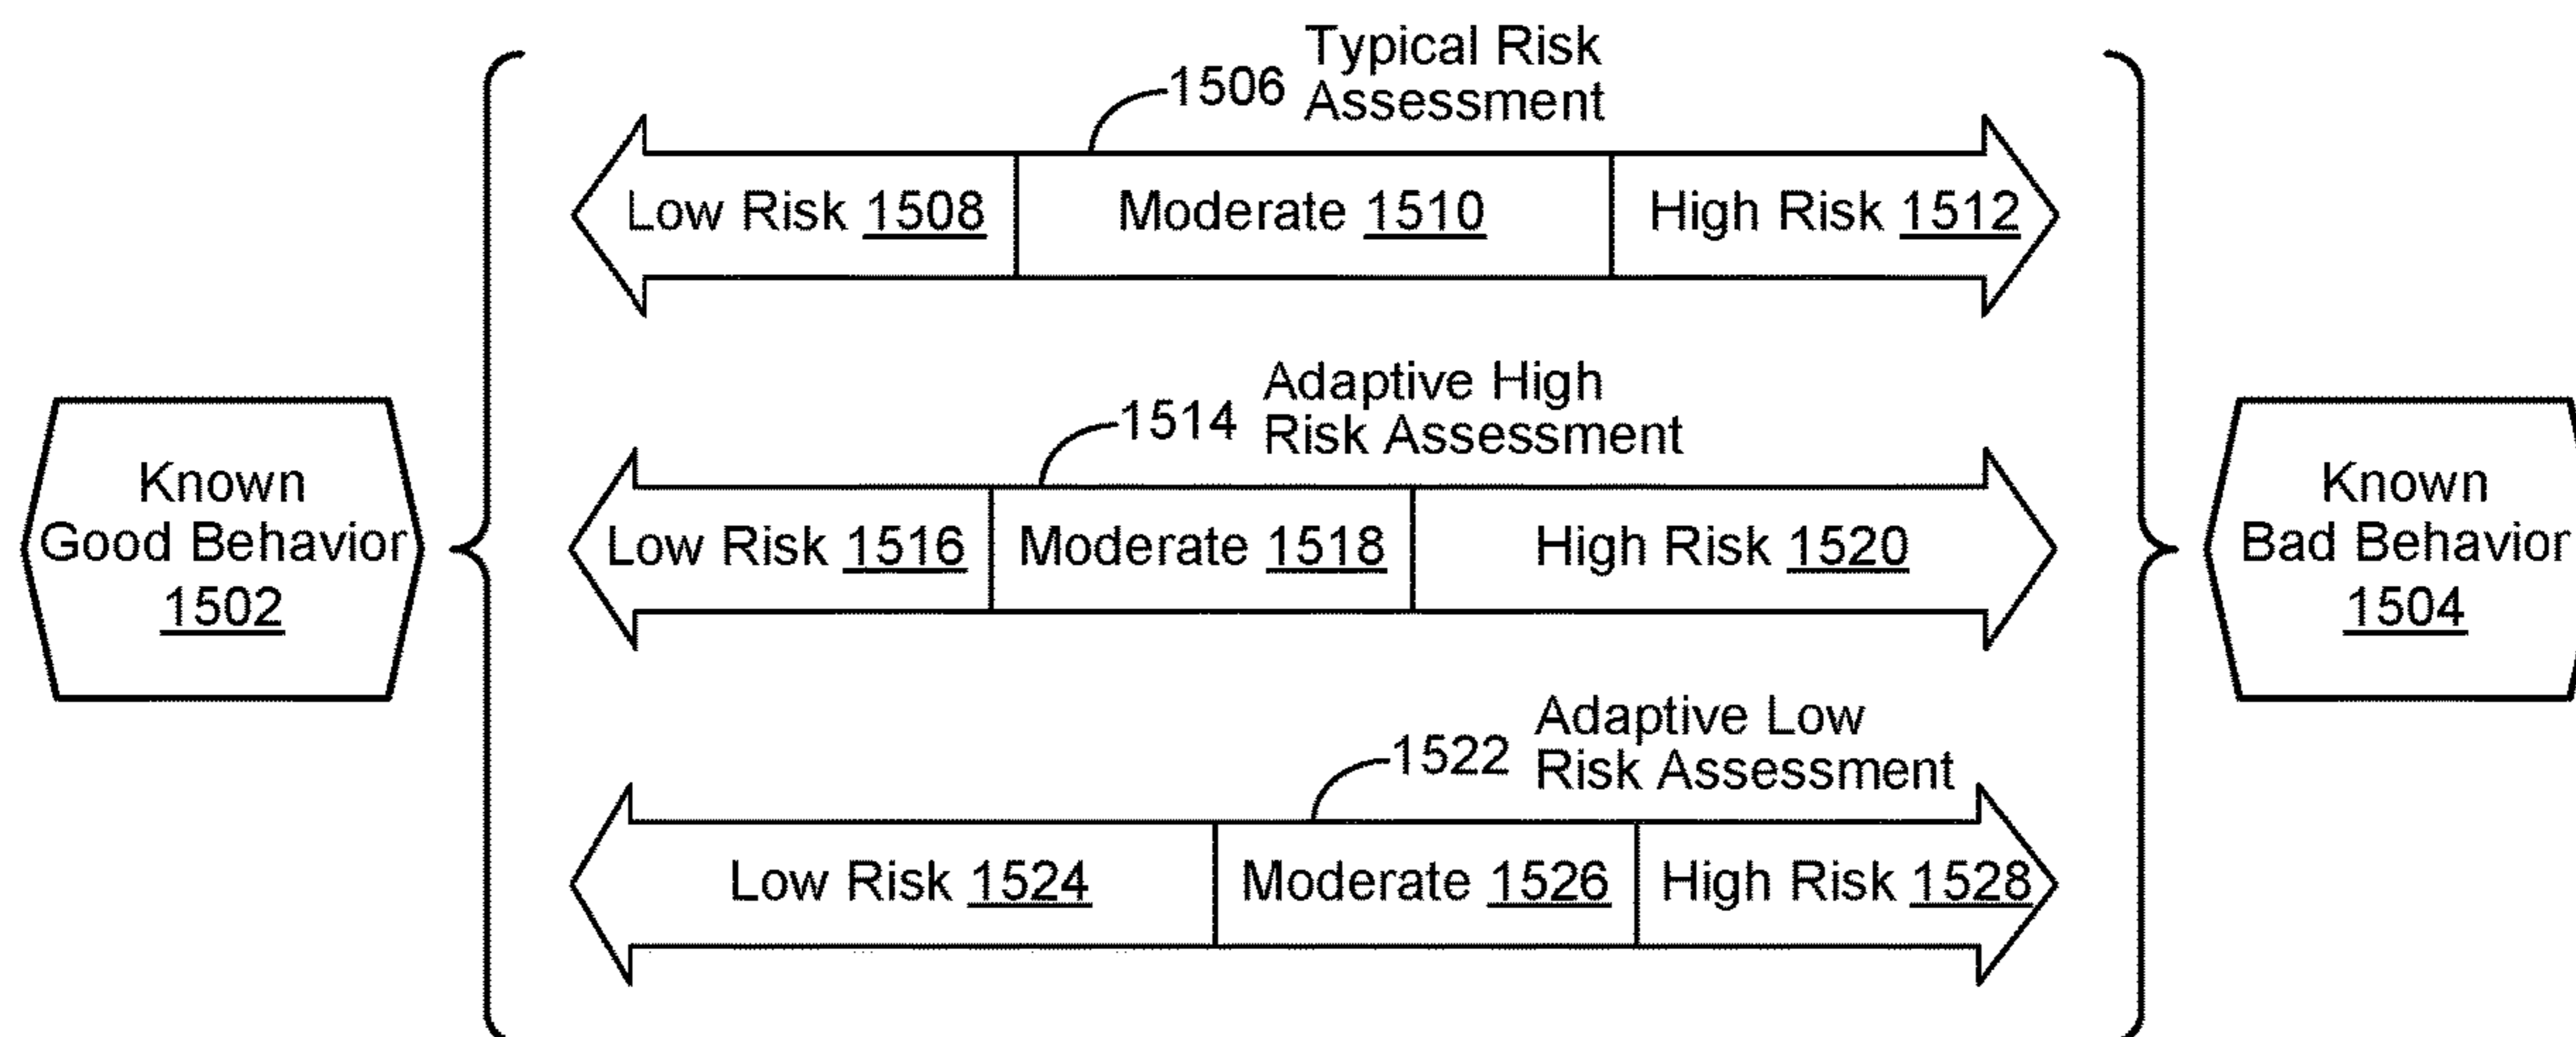 Typical Risk
1506 Assessment
Low Risk 1508 Moderate 1510 High Risk 1512
Adaptive High
1514 Risk Assessment
Known
Good Behavior
1502
Low Risk 1516 Moderate 1518 High Risk 1520
Known
Bad Behavior
1504
Adaptive Low
1522 Risk Assessment
Low Risk 1524 Moderate 1526 High Risk 1528